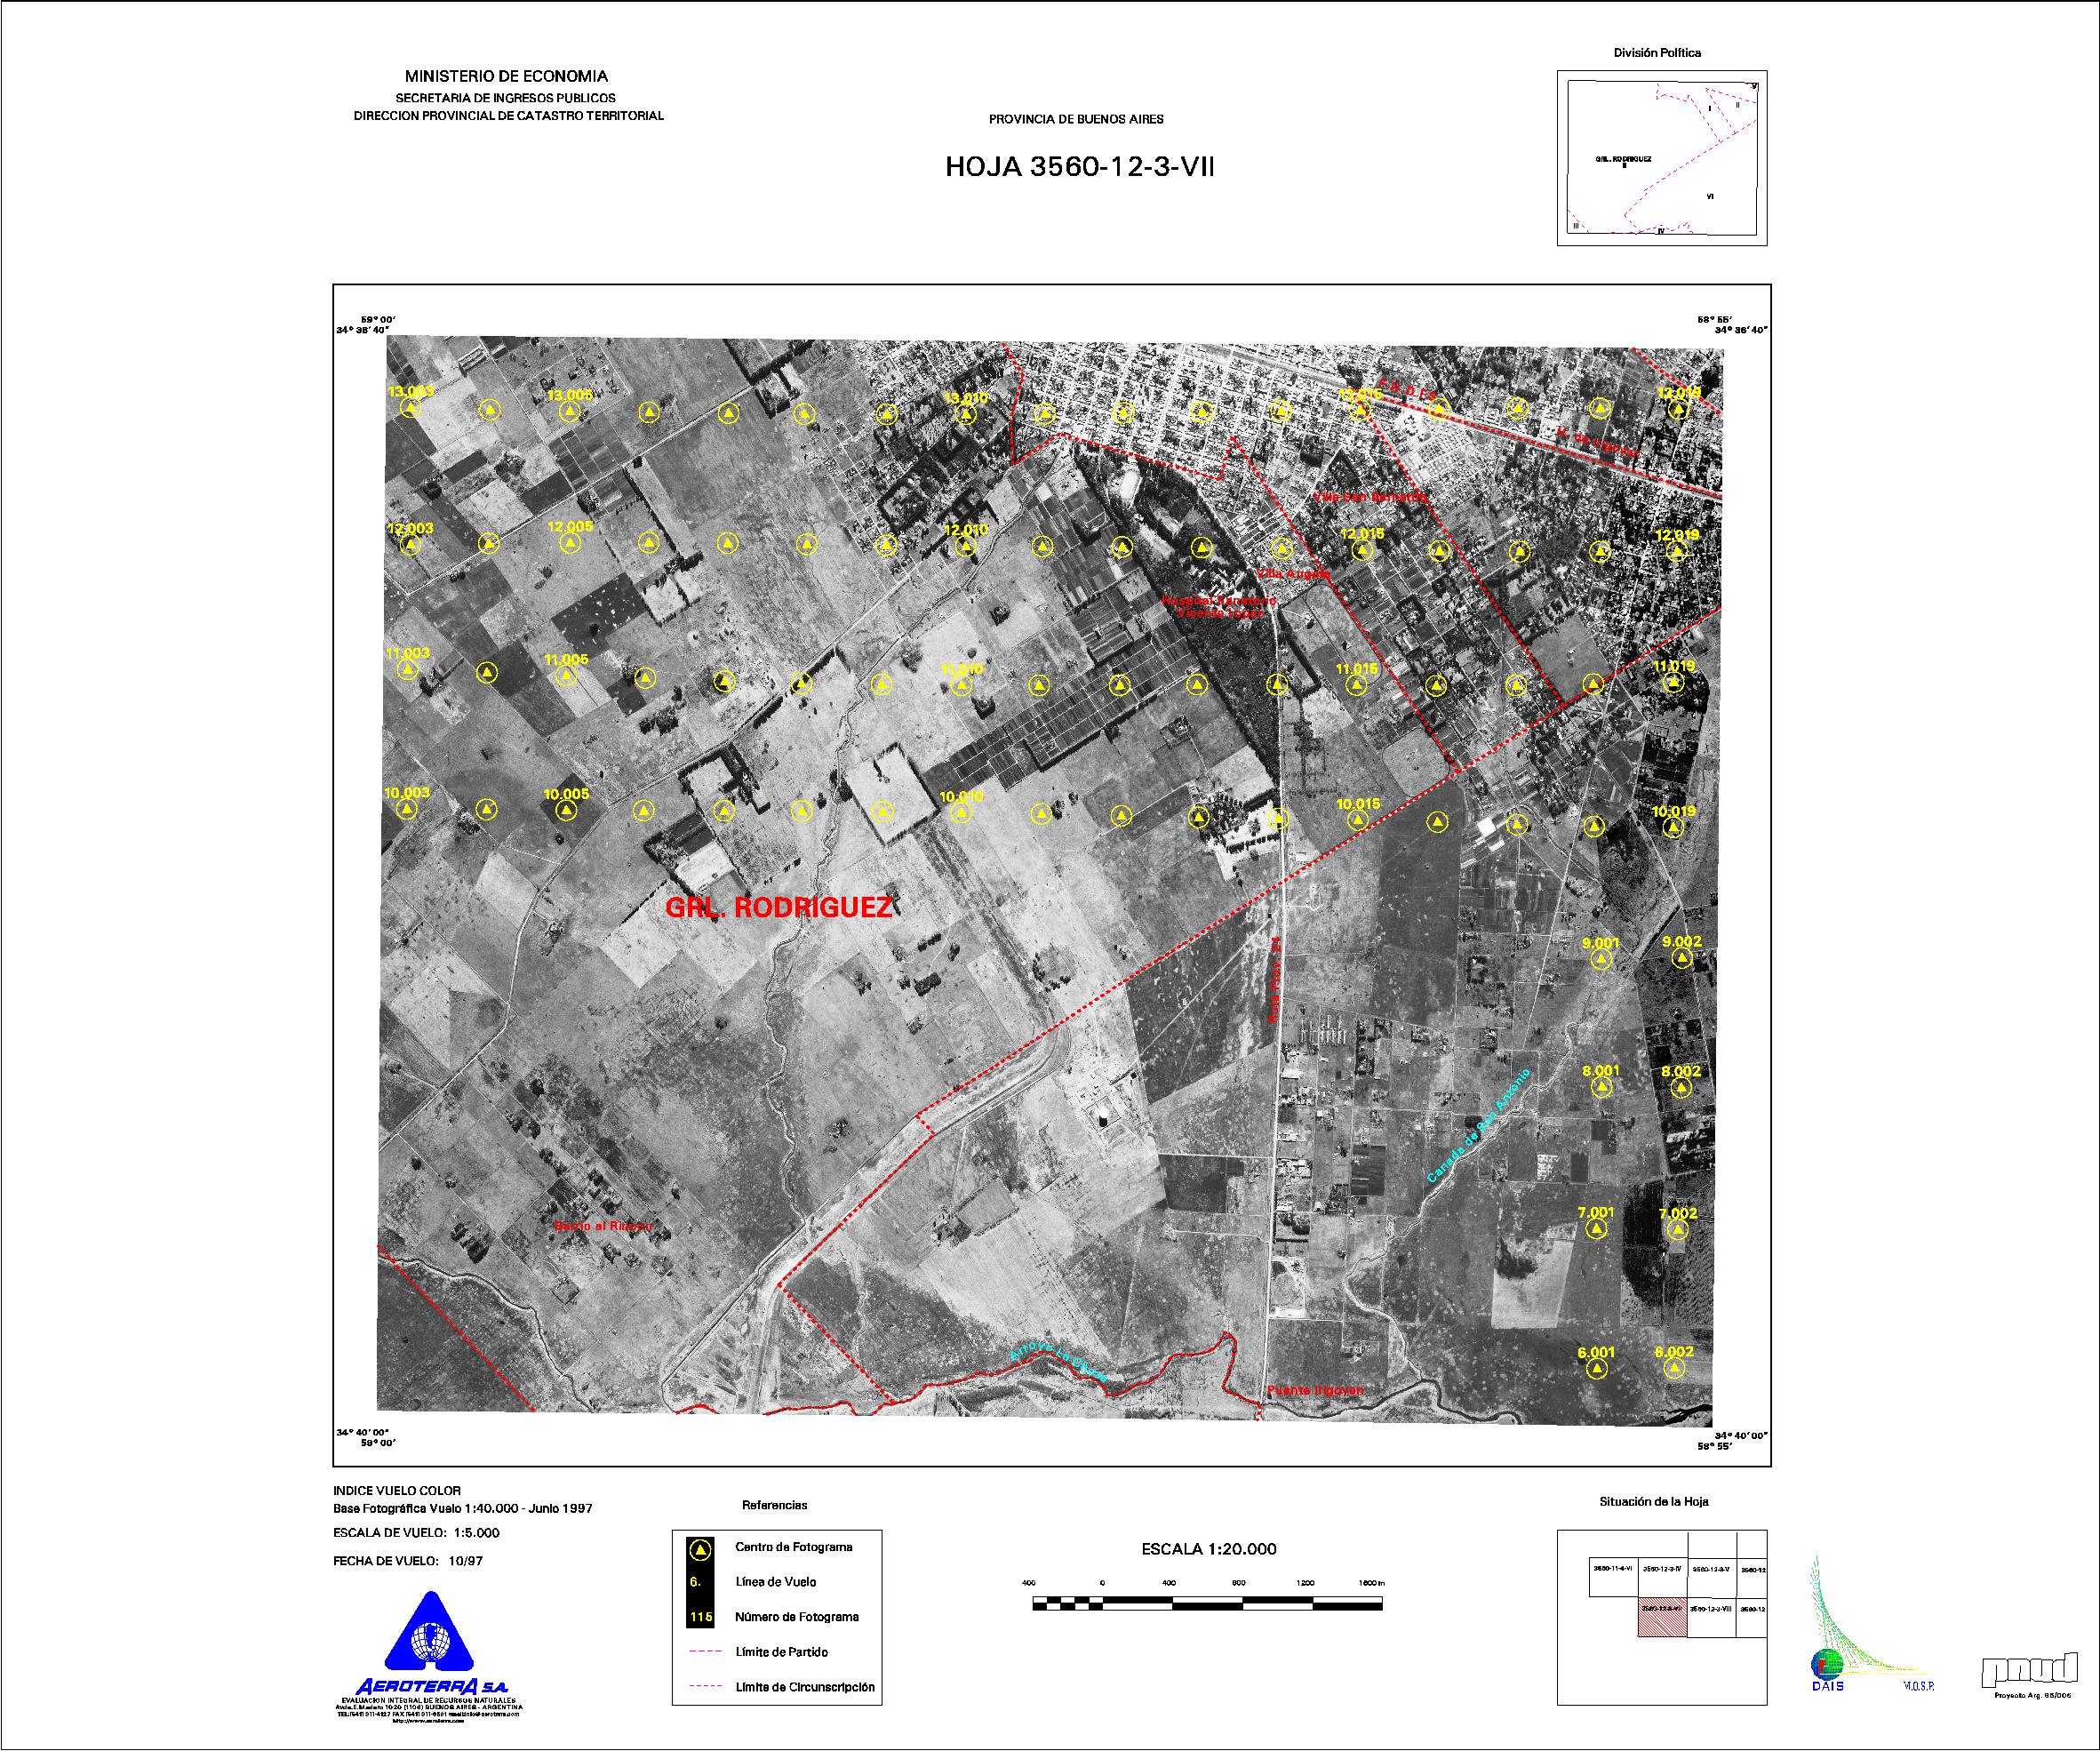 MINISTERIO DE ECONOMIA
SECRETARIA DE INGRESOS PUBLICOS
DIRECCION PROVINCIAL DE CATASTRO TERRITORIAL
PROVINCIA DE BUENOS AIRES
HOJA 3560-12-3-VII
División Política
V
I
II
GRL. RODRIGUEZ
VI
III
IV
59° 00'
34° 36' 40"
58° 55'
34° 36' 40"
13.003
13.005
13.010
13.015
13.019
F.N.D.F.S.
H. de Irigoyen
Villa San Bernardo
12.003
12.005
12.010
12.015
12.019
Villa Angela
Hospital Sanatorio
Vicente Lopez
11.003
11.005
11.010
11.015
11.019
10.003
10.005
10.010
10.015
10.019
GRL. RODRIGUEZ
Ruta Prov. 24
9.001
9.002
8.001
8.002
Canada de San Antonio
7.001
7.002
Barrio el Rincon
Arroyo La Choza
6.001
6.002
Puente Irigoyen
34° 40' 00"
59° 00'
34° 40' 00"
58° 55'
INDICE VUELO COLOR
Base Fotográfica Vuelo 1:40.000 - Junio 1997
ESCALA DE VUELO: 1:5.000
FECHA DE VUELO: 10/97
AEROTERRA S.A.
EVALUACION INTEGRAL DE RECURSOS NATURALES
http://www.aeroterra.com
Referencias
Centro de Fotograma
6. Línea de Vuelo
115 Número de Fotograma
Límite de Partido
Límite de Circunscripción
ESCALA 1:20.000
400 0 400 800 1200 1600 m
Situación de la Hoja
3560-11-4-VI 3560-12-3-IV 3560-12-3-V 3560-12
3560-12-3-VII 3560-12-3-VIII 3560-12
DAIS
M.O.S.P.
pnud
Proyecto Arg. 95/006